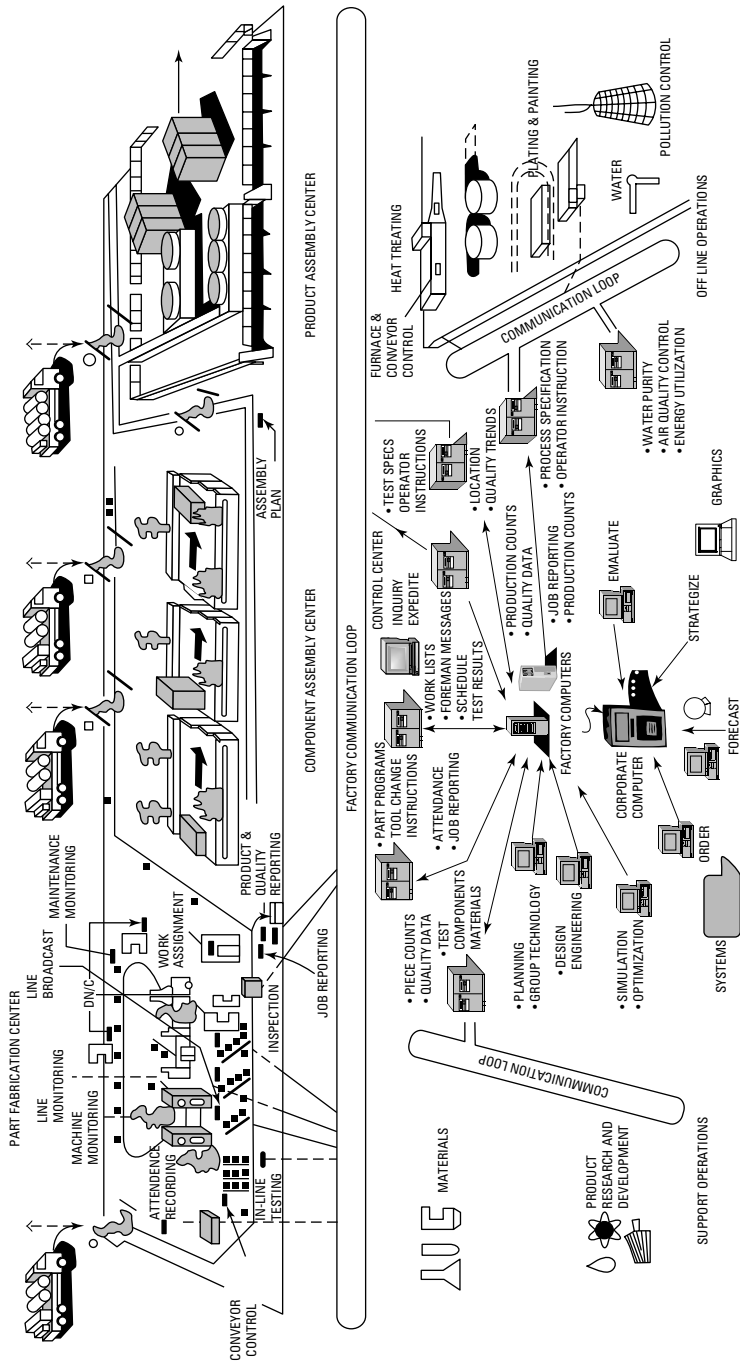 PART FABRICATION CENTER
LINE
MONITORING
MACHINE
MONITORING
DN/C
LINE
BROADCAST
MAINTENANCE
MONITORING
ATTENDENCE
RECORDING
WORK
ASSIGNMENT
CONVEYOR
CONTROL
IN-LINE
TESTING
INSPECTION
JOB REPORTING
PRODUCT &
QUALITY
REPORTING
COMPONENT ASSEMBLY CENTER
ASSEMBLY
PLAN
PRODUCT ASSEMBLY CENTER
FACTORY COMMUNICATION LOOP
MATERIALS
PRODUCT
RESEARCH AND
DEVELOPMENT
SUPPORT OPERATIONS
COMMUNICATION LOOP
• PIECE COUNTS
• QUALITY DATA
• TEST
COMPONENTS
MATERIALS
• PART PROGRAMS
TOOL CHANGE
INSTRUCTIONS
• ATTENDANCE
• JOB REPORTING
• WORK LISTS
• FOREMAN MESSAGES
• SCHEDULE
TEST RESULTS
CONTROL CENTER
INQUIRY
EXPEDITE
• TEST SPECS
OPERATOR
INSTRUCTIONS
• LOCATION
• QUALITY TRENDS
• PRODUCTION COUNTS
• QUALITY DATA
• JOB REPORTING
• PRODUCTION COUNTS
• PROCESS SPECIFICATION
• OPERATOR INSTRUCTION
FACTORY COMPUTERS
• PLANNING
• GROUP TECHNOLOGY
• DESIGN
ENGINEERING
• SIMULATION
• OPTIMIZATION
SYSTEMS
ORDER
CORPORATE
COMPUTER
FORECAST
STRATEGIZE
EMALUATE
GRAPHICS
FURNACE &
CONVEYOR
CONTROL
HEAT TREATING
PLATING & PAINTING
WATER
POLLUTION CONTROL
COMMUNICATION LOOP
OFF LINE OPERATIONS
• WATER PURITY
• AIR QUALITY CONTROL
• ENERGY UTILIZATION